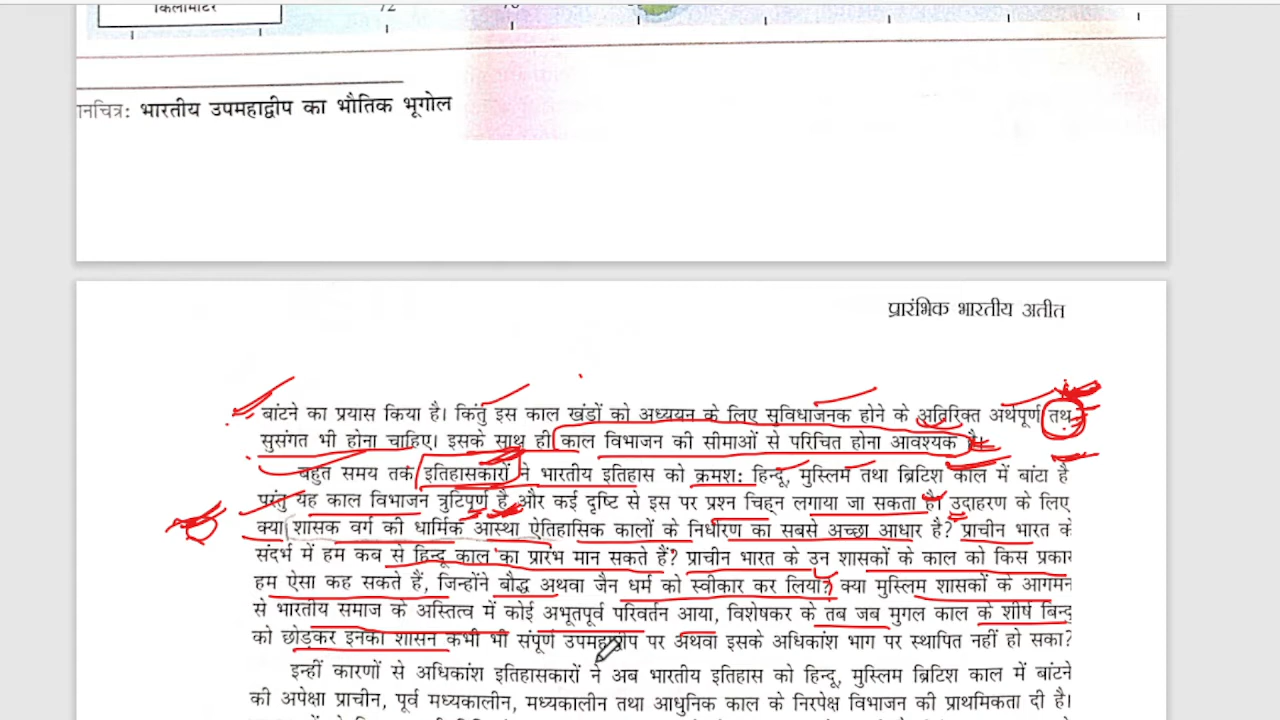 किलोमीटर 72
मानचित्र: भारतीय उपमहाद्वीप का भौतिक भूगोल
प्रारंभिक भारतीय अतीत
बांटने का प्रयास किया है। किंतु इस काल खंडों को अध्ययन के लिए सुविधाजनक होने के अतिरिक्त अर्थपूर्ण
सुसंगत भी होना चाहिए। इसके साथ ही काल विभाजन की सीमाओं से परिचित होना आवश्यक है।
बहुत समय तक इतिहासकारों ने भारतीय इतिहास को क्रमश: हिन्दू, मुस्लिम तथा ब्रिटिश काल में बांटा है
परंतु यह काल विभाजन त्रुटिपूर्ण है, और कई दृष्टि से इस पर प्रश्न चिह्न लगाया जा सकता है। उदाहरण के लिए
क्या शासक वर्ग की धार्मिक आस्था ऐतिहासिक कालों के निर्धारण का सबसे अच्छा आधार है? प्राचीन भारत के
संदर्भ में हम कब से हिन्दू काल का प्रारंभ मान सकते हैं? प्राचीन भारत के उन शासकों के काल को किस प्रकार
हम ऐसा कह सकते हैं, जिन्होंने बौद्ध अथवा जैन धर्म को स्वीकार कर लिया? क्या मुस्लिम शासकों के आगमन
से भारतीय समाज के अस्तित्व में कोई अभूतपूर्व परिवर्तन आया, विशेषकर के तब जब मुगल काल के शीर्ष बिन्दु
को छोड़कर इनका शासन कभी भी संपूर्ण उपमहाद्वीप पर अथवा इसके अधिकांश भाग पर स्थापित नहीं हो सका?
इन्हीं कारणों से अधिकांश इतिहासकारों ने अब भारतीय इतिहास को हिन्दू, मुस्लिम ब्रिटिश काल में बांटने
की अपेक्षा प्राचीन, पूर्व मध्यकालीन, मध्यकालीन तथा आधुनिक काल के निरपेक्ष विभाजन की प्राथमिकता दी है।